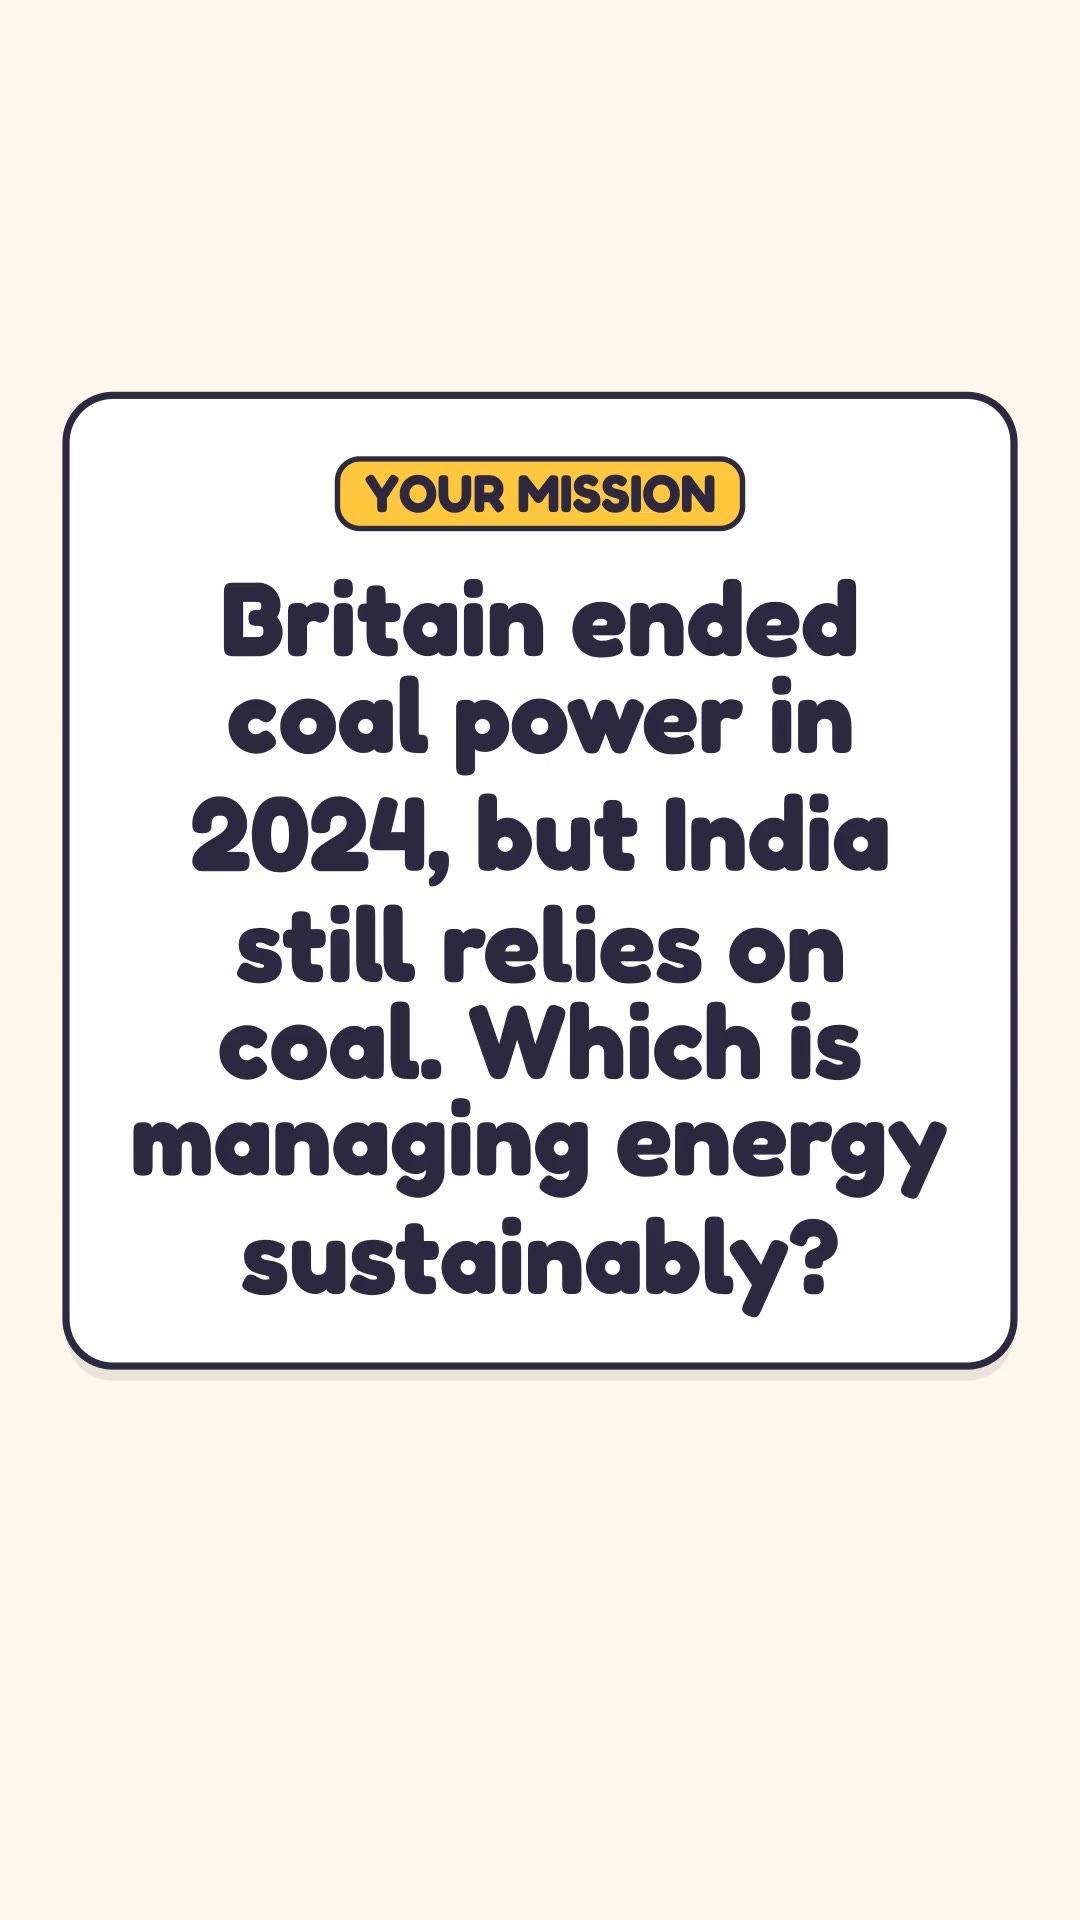 YOUR MISSION
Britain ended
coal power in
2024, but India
still relies on
coal. Which is
managing energy
sustainably?